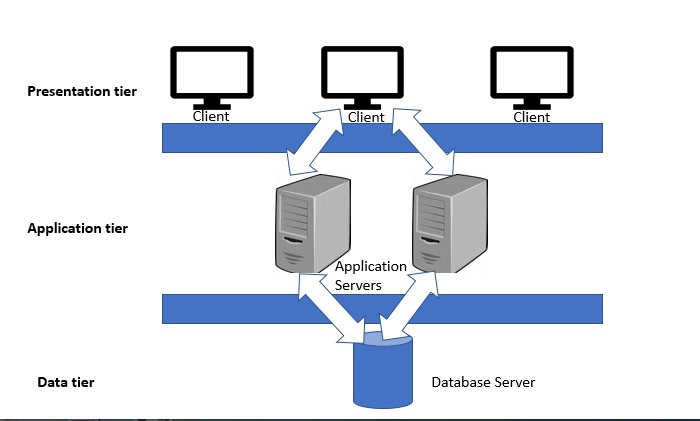 Presentation tier
Client
Client
Client
Application tier
Application
Servers
Data tier
Database Server